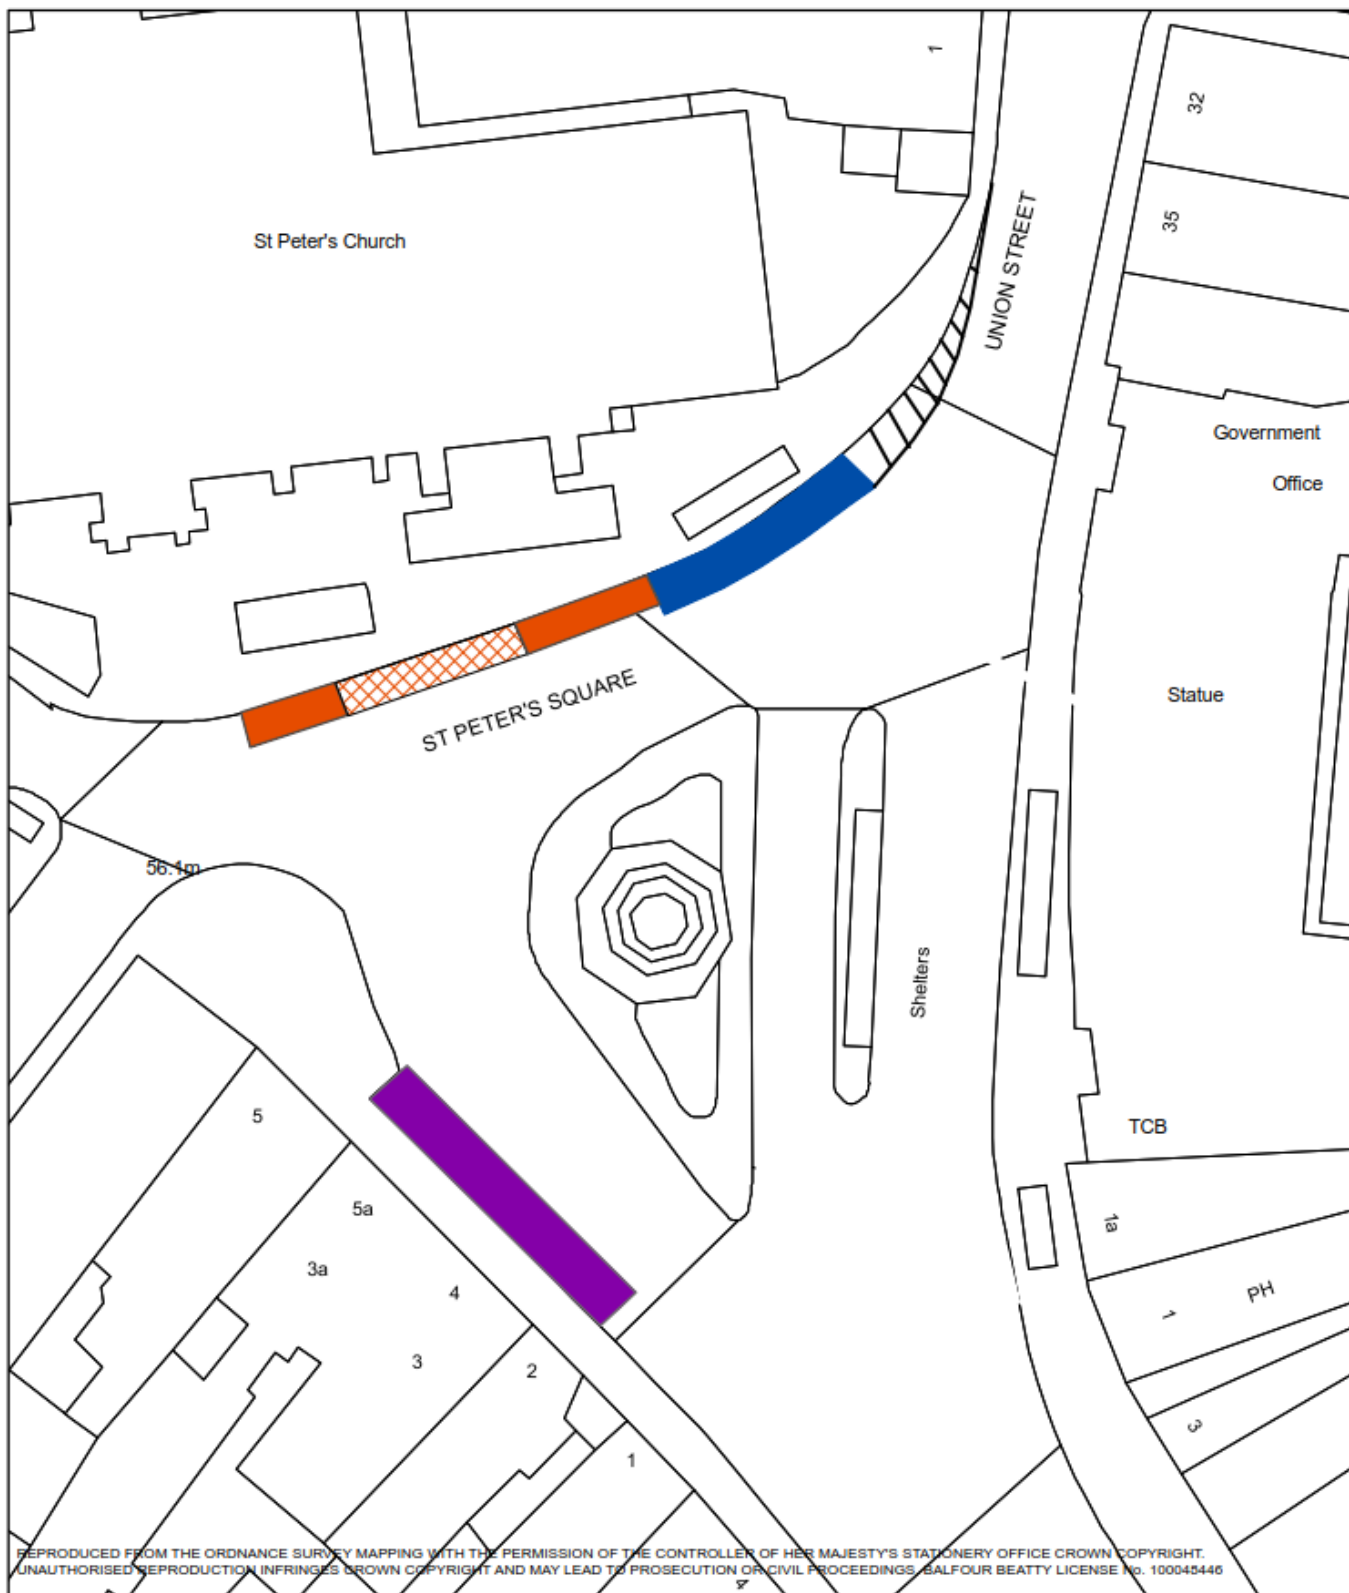 1
32
35
St Peter's Church
UNION STREET
Government
Office
ST PETER'S SQUARE
Statue
56.1m
Shelters
5
TCB
5a
1a
3a
4
PH
1
3
2
3
1
4
REPRODUCED FROM THE ORDNANCE SURVEY MAPPING WITH THE PERMISSION OF THE CONTROLLER OF HER MAJESTY'S STATIONERY OFFICE CROWN COPYRIGHT.
UNAUTHORISED REPRODUCTION INFRINGES CROWN COPYRIGHT AND MAY LEAD TO PROSECUTION OR CIVIL PROCEEDINGS, BALFOUR BEATTY LICENSE No. 100045446